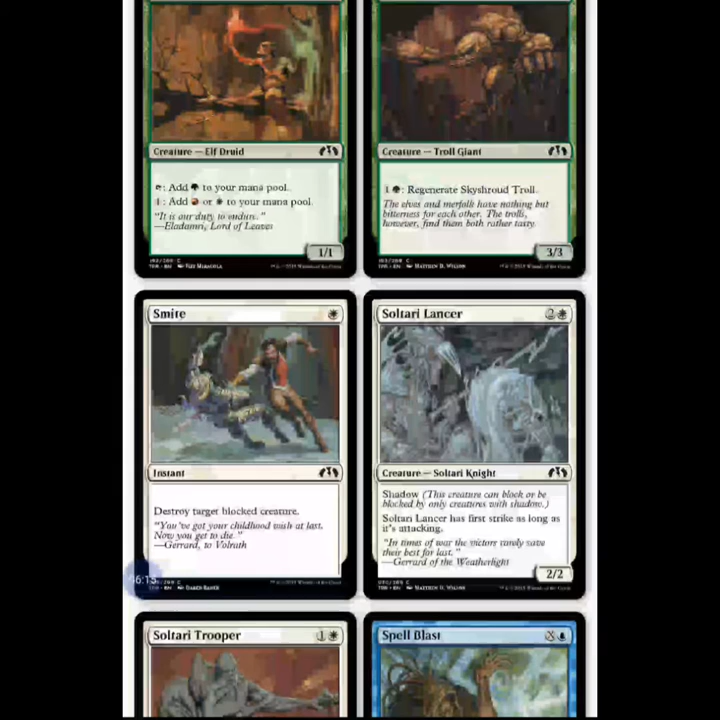 Creature — Elf Druid
: Add to your mana pool.
1 : Add or to your mana pool.
"It is our duty to endure."
—Eladamri, Lord of Leaves
1/1
Creature — Troll Giant
1 : Regenerate Skyshroud Troll.
The elves and merfolk have nothing but
bitterness for each other. The trolls,
however, find them both rather tasty.
3/3
Smite
Instant
Destroy target blocked creature.
"You've got your childhood wish at last.
Now you get to die."
—Gerrard, to Volrath
46:15
Soltari Lancer
2
Creature — Soltari Knight
Shadow (This creature can block or be
blocked by only creatures with shadow.)
Soltari Lancer has first strike as long as
it's attacking.
"In times of war the victors rarely save
their best for last."
—Gerrard of the Weatherlight
2/2
Soltari Trooper
1
Spell Blast
X